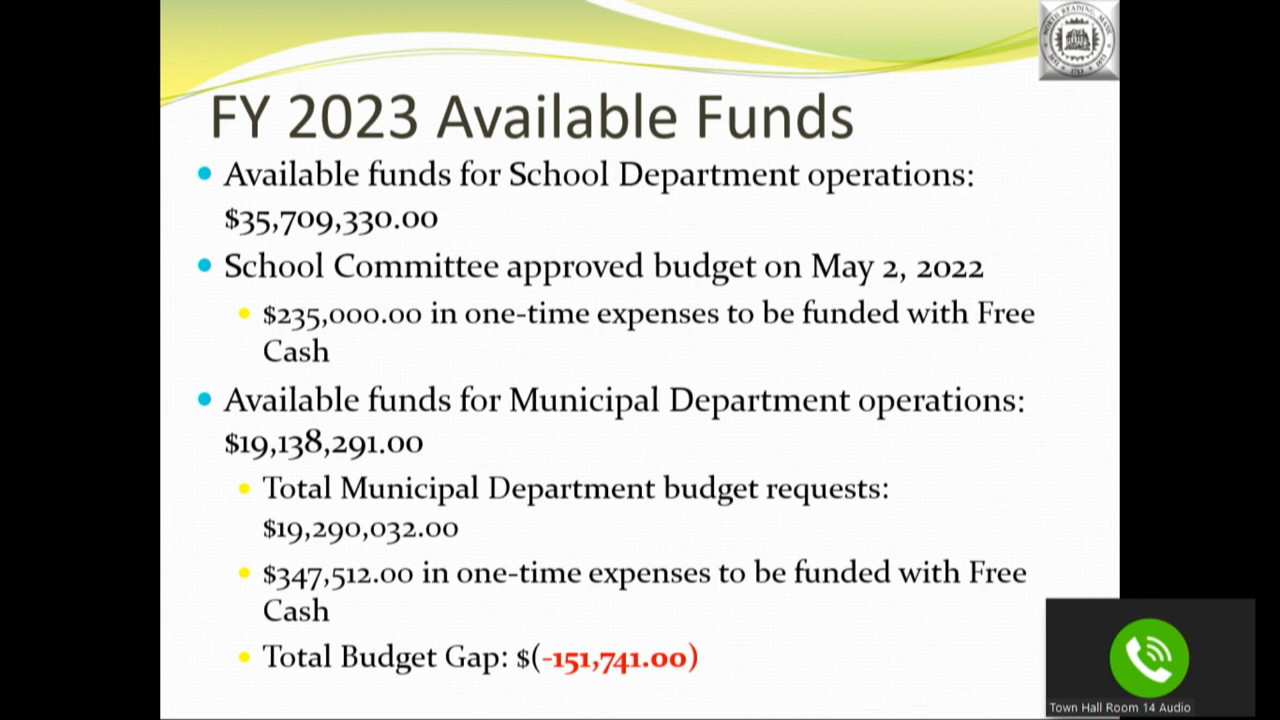 FY 2023 Available Funds
Available funds for School Department operations:
$35,709,330.00
School Committee approved budget on May 2, 2022
$235,000.00 in one-time expenses to be funded with Free
Cash
Available funds for Municipal Department operations:
$19,138,291.00
Total Municipal Department budget requests:
$19,290,032.00
$347,512.00 in one-time expenses to be funded with Free
Cash
Total Budget Gap: $(-151,741.00)
NORTH READING, MASS.
Town Hall Room 14 Audio